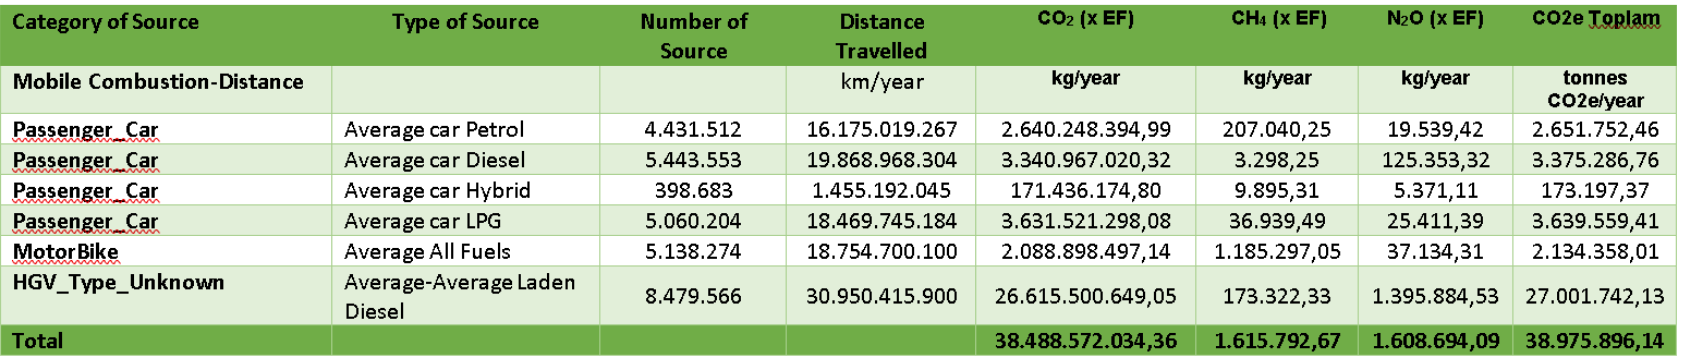 Category of Source Type of Source Number of Source Distance Travelled CO₂ (x EF) CH₄ (x EF) N₂O (x EF) CO2e Toplam
Mobile Combustion-Distance km/year kg/year kg/year kg/year tonnes CO2e/year
Passenger_Car Average car Petrol 4.431.512 16.175.019.267 2.640.248.394,99 207.040,25 19.539,42 2.651.752,46
Passenger_Car Average car Diesel 5.443.553 19.868.968.304 3.340.967.020,32 3.298,25 125.353,32 3.375.286,76
Passenger_Car Average car Hybrid 398.683 1.455.192.045 171.436.174,80 9.895,31 5.371,11 173.197,37
Passenger_Car Average car LPG 5.060.204 18.469.745.184 3.631.521.298,08 36.939,49 25.411,39 3.639.559,41
MotorBike Average All Fuels 5.138.274 18.754.700.100 2.088.898.497,14 1.185.297,05 37.134,31 2.134.358,01
HGV_Type_Unknown Average-Average Laden Diesel 8.479.566 30.950.415.900 26.615.500.649,05 173.322,33 1.395.884,53 27.001.742,13
Total 38.488.572.034,36 1.615.792,67 1.608.694,09 38.975.896,14